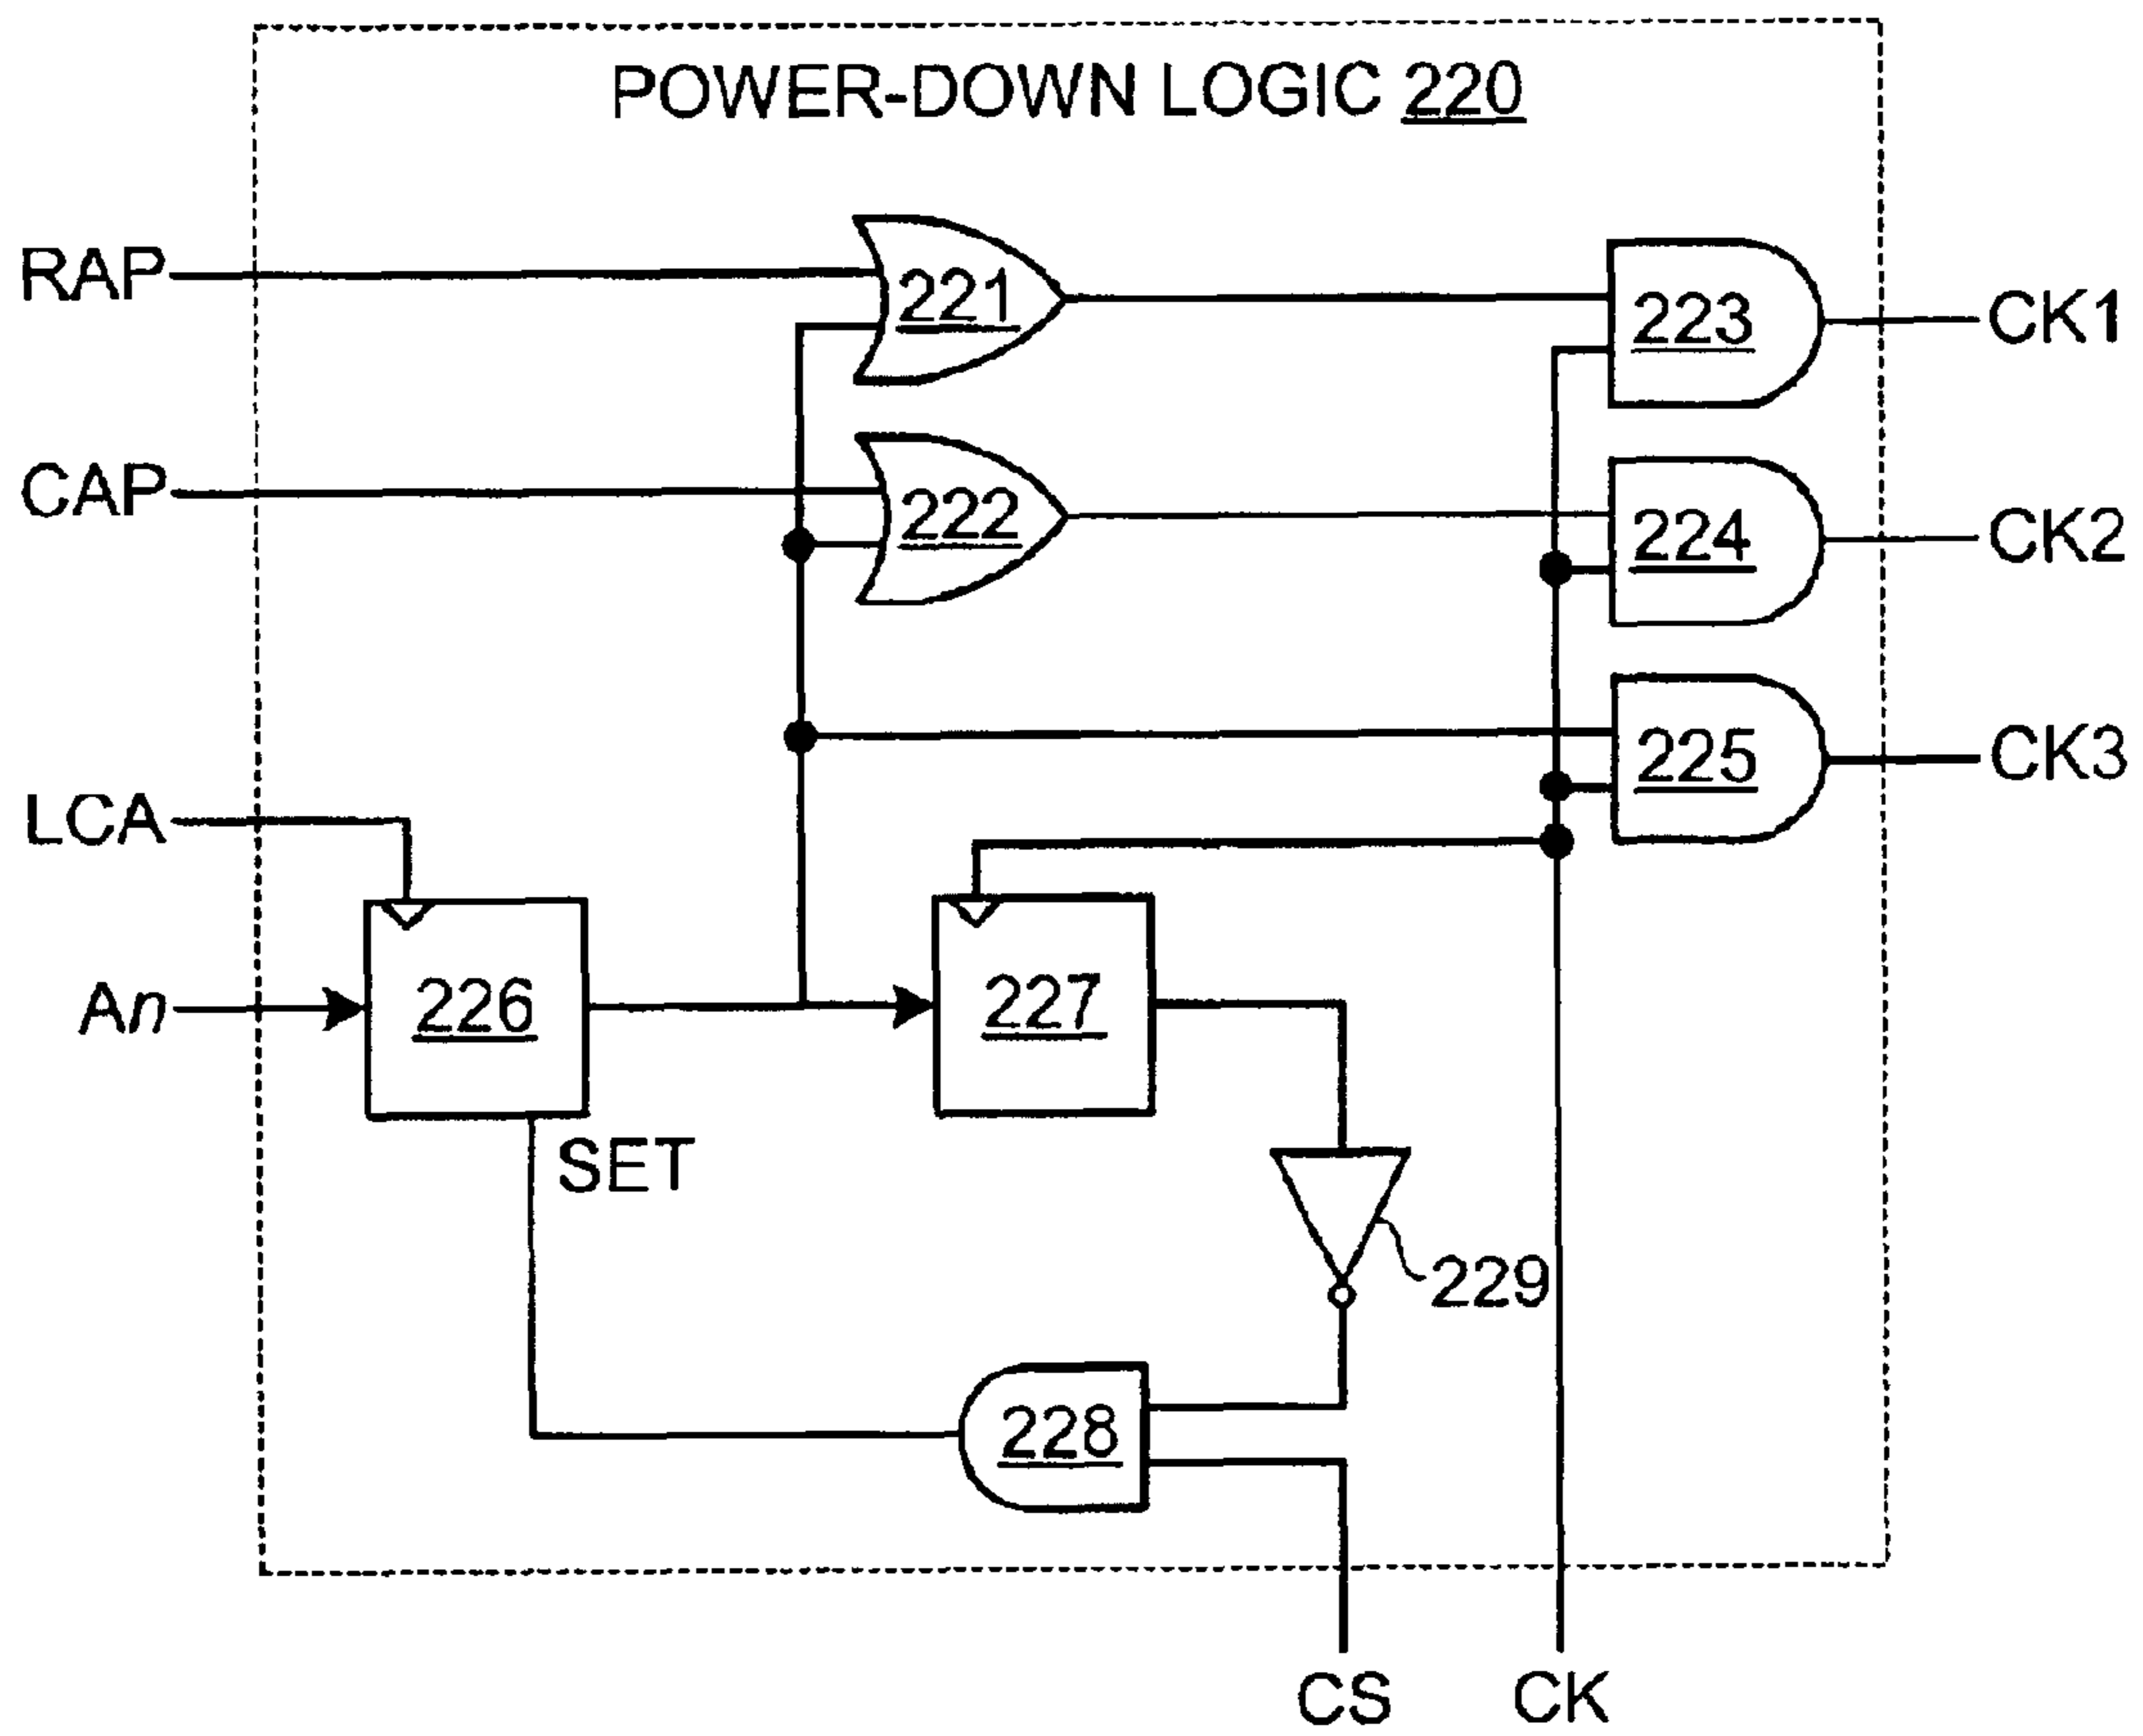 POWER-DOWN LOGIC 220
RAP
221
223
CK1
CAP
222
224
CK2
225
CK3
LCA
An
226
227
SET
229
228
CS
CK